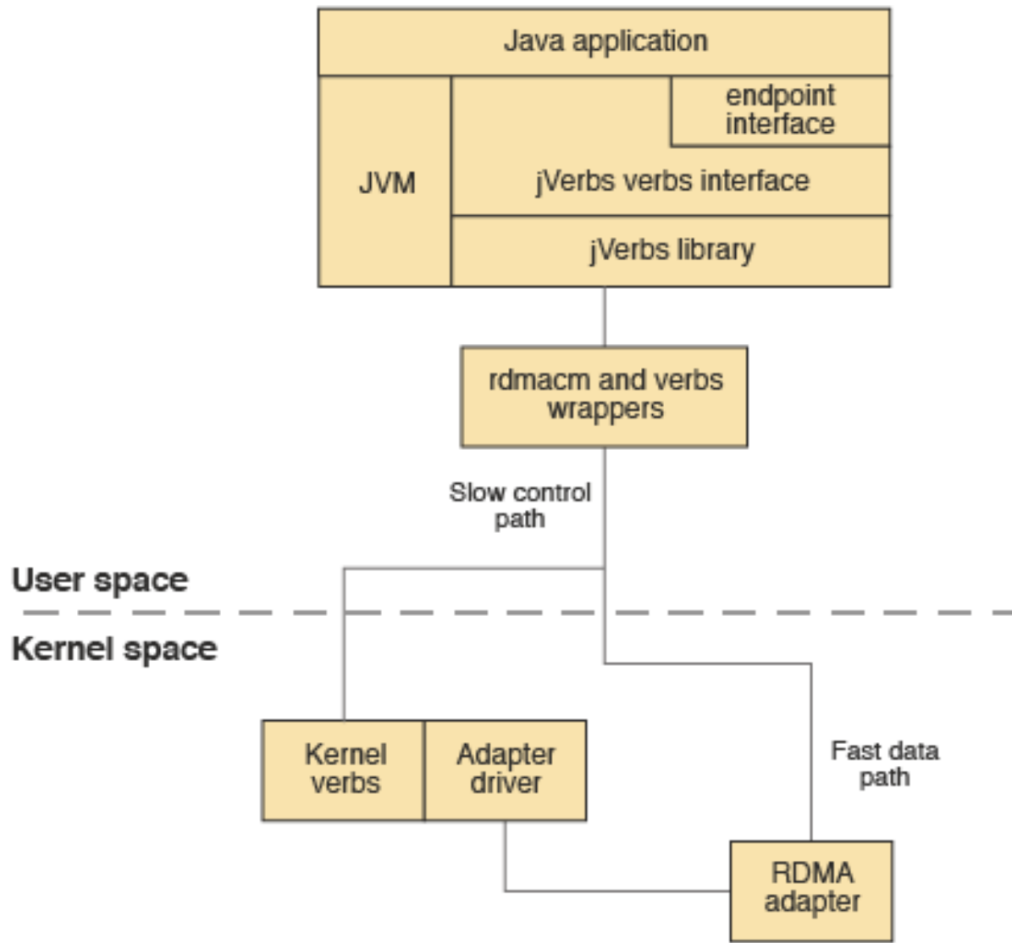 Java application
endpoint
interface
JVM
jVerbs verbs interface
jVerbs library
rdmacm and verbs
wrappers
Slow control
path
User space
Kernel space
Kernel
verbs
Adapter
driver
Fast data
path
RDMA
adapter